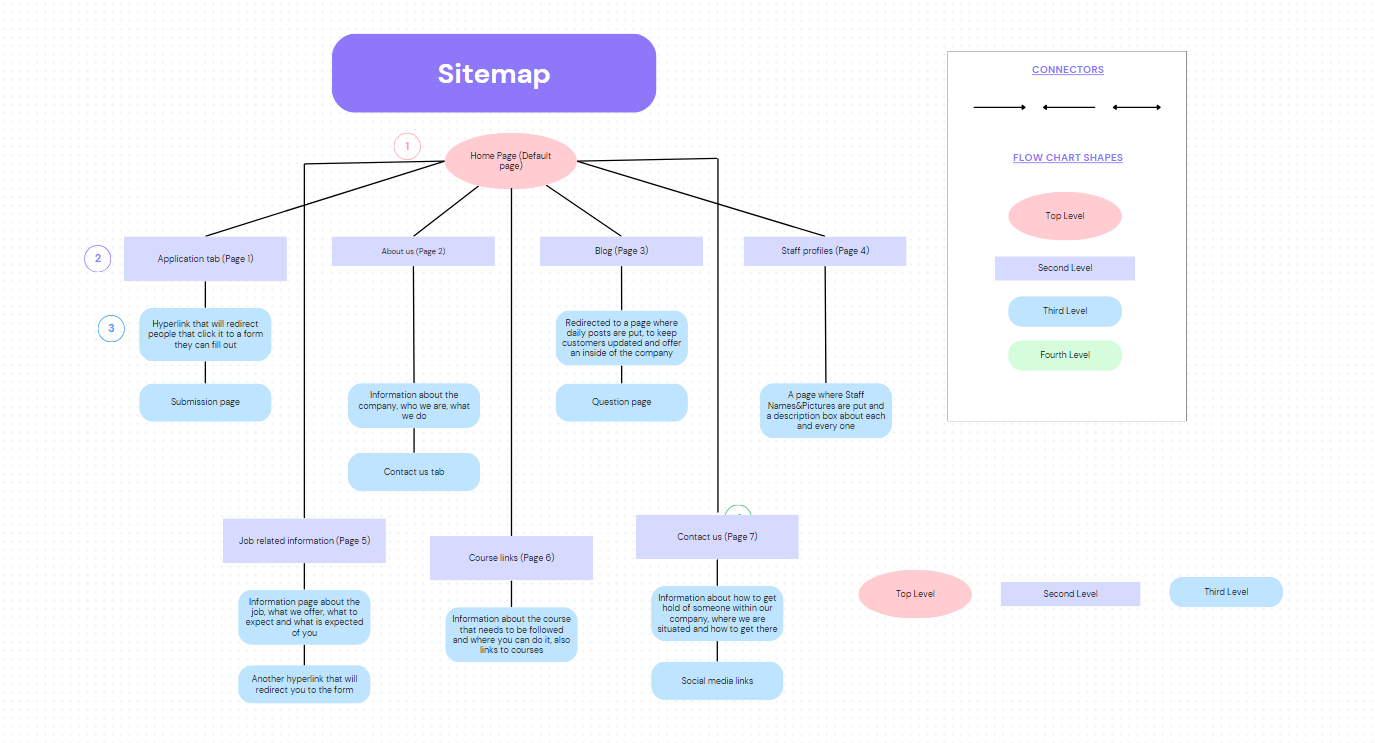 Sitemap
CONNECTORS
FLOW CHART SHAPES
Top Level
Second Level
Third Level
Fourth Level
1
Home Page (Default
page)
2
Application tab (Page 1)
About us (Page 2)
Blog (Page 3)
Staff profiles (Page 4)
3
Hyperlink that will redirect
people that click it to a form
they can fill out
Submission page
Information about the
company, who we are, what
we do
Contact us tab
Redirected to a page where
daily posts are put, to keep
customers updated and offer
an inside of the company
Question page
A page where Staff
Names&Pictures are put and
a description box about each
and every one
Job related information (Page 5)
Information page about the
job, what we offer, what to
expect and what is expected
of you
Another hyperlink that will
redirect you to the form
Course links (Page 6)
Information about the course
that needs to be followed
and where you can do it, also
links to courses
Contact us (Page 7)
Information about how to get
hold of someone within our
company, where we are
situated and how to get there
Social media links
Top Level
Second Level
Third Level